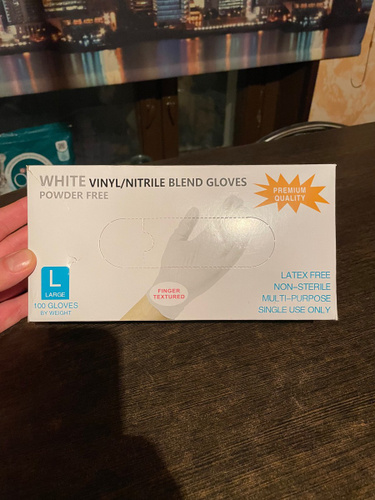 WHITE VINYL/NITRILE BLEND GLOVES
POWDER FREE
PREMIUM
QUALITY
L
LARGE
100 GLOVES
BY WEIGHT
FINGER
TEXTURED
LATEX FREE
NON-STERILE
MULTI-PURPOSE
SINGLE USE ONLY